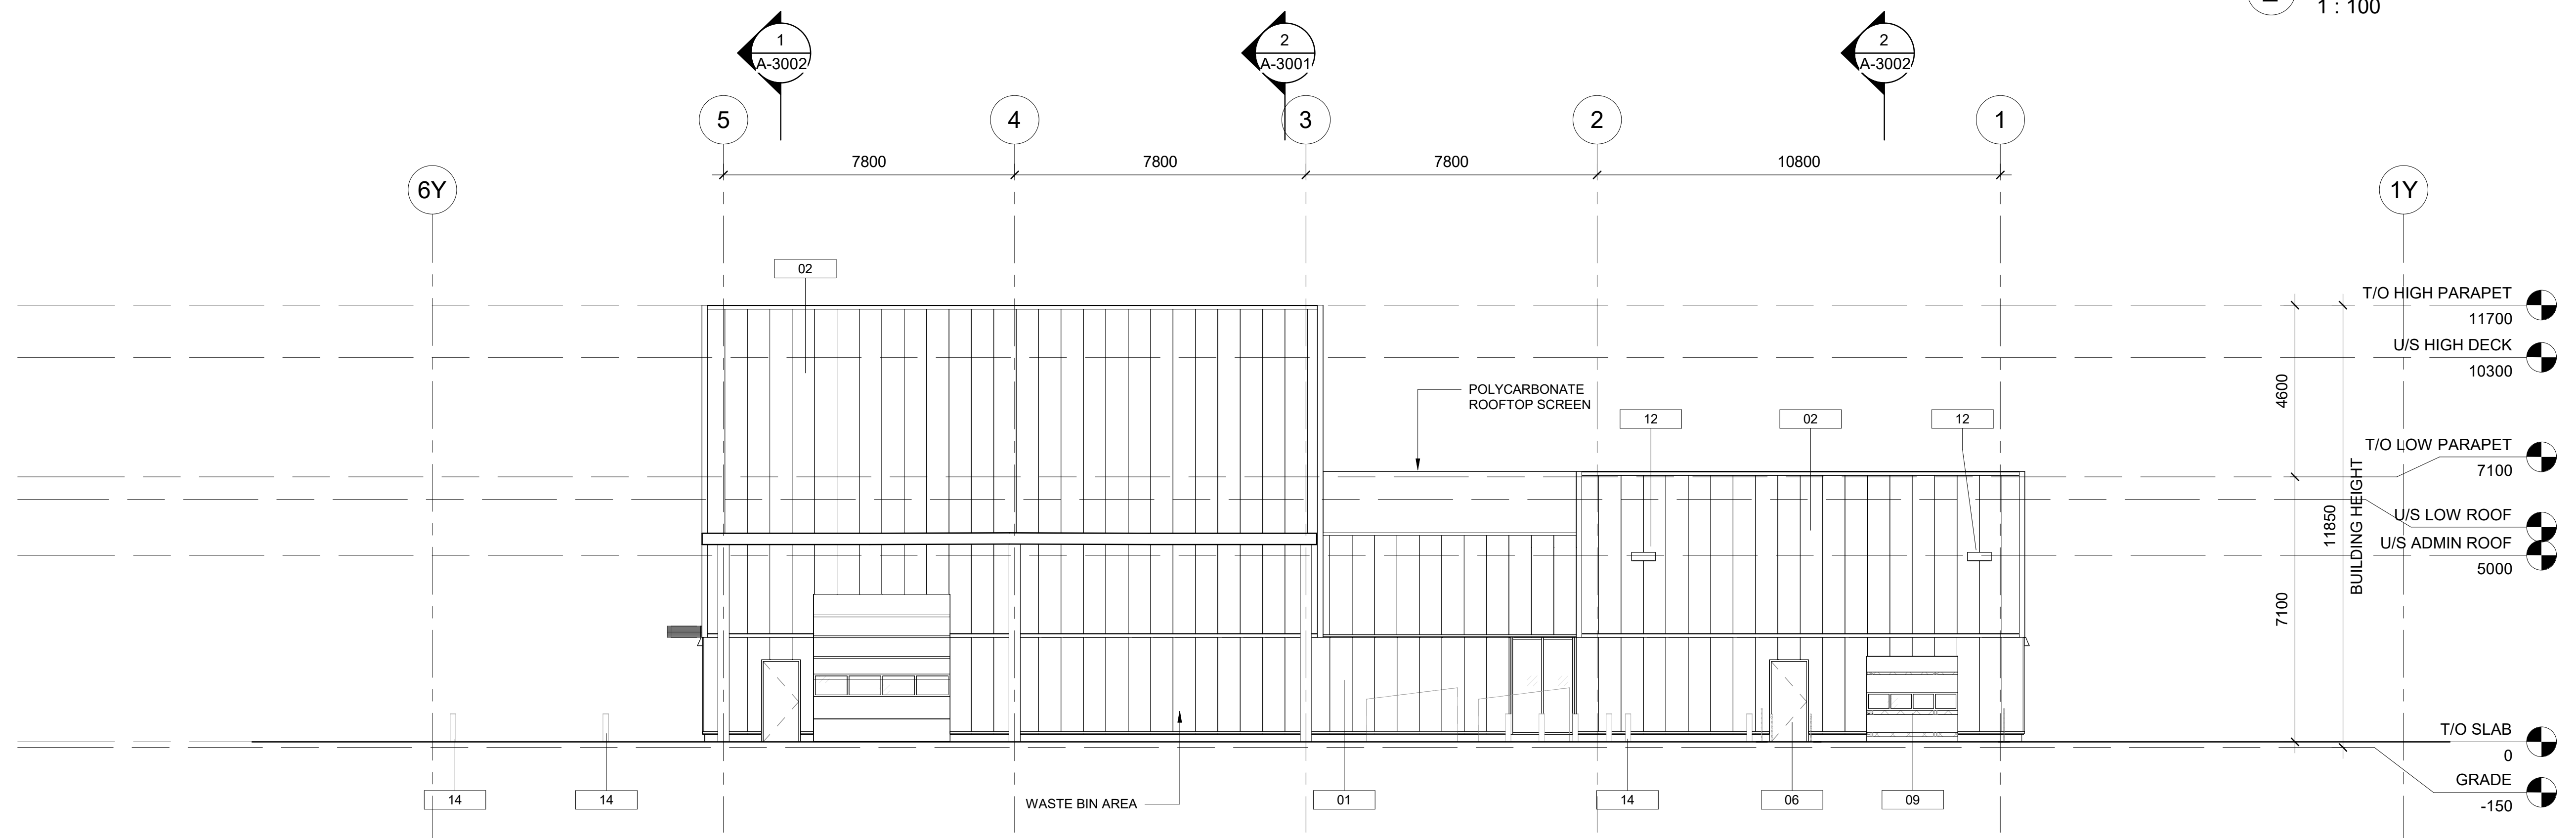 1 : 100
1
A-3002
2
A-3001
2
A-3002
5
4
3
2
1
7800
7800
7800
10800
6Y
1Y
02
T/O HIGH PARAPET
11700
U/S HIGH DECK
10300
POLYCARBONATE
ROOFTOP SCREEN
12
02
12
4600
T/O LOW PARAPET
7100
11850
BUILDING HEIGHT
U/S LOW ROOF
U/S ADMIN ROOF
5000
7100
T/O SLAB
0
GRADE
-150
14
14
WASTE BIN AREA
01
14
06
09